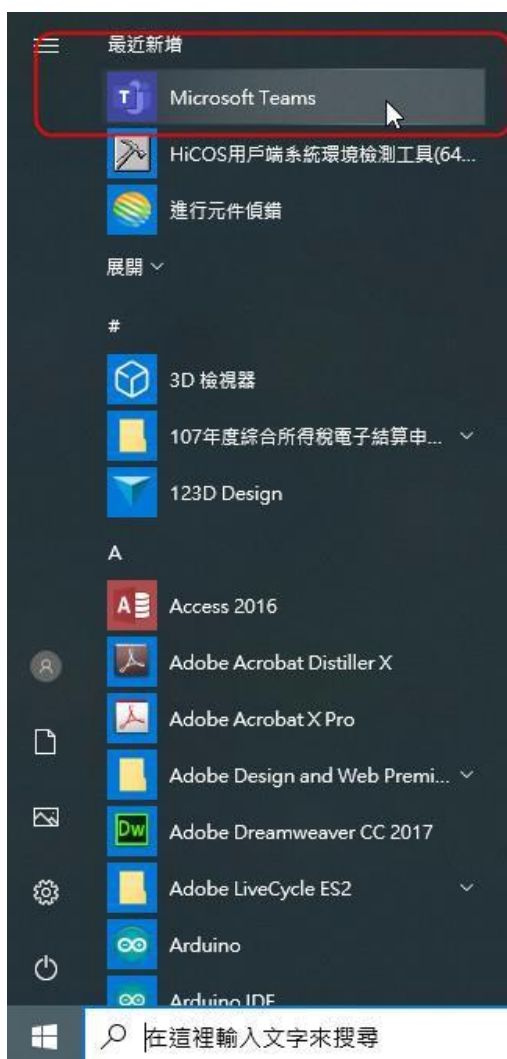 最近新增
Microsoft Teams
HiCOS用戶端系統環境檢測工具(64...
進行元件偵錯
展開
#
3D 檢視器
107年度綜合所得稅電子結算申...
123D Design
A
Access 2016
Adobe Acrobat Distiller X
Adobe Acrobat X Pro
Adobe Design and Web Premi...
Dw
Adobe Dreamweaver CC 2017
Adobe LiveCycle ES2
Arduino
Arduino IDE
在這裡輸入文字來搜尋